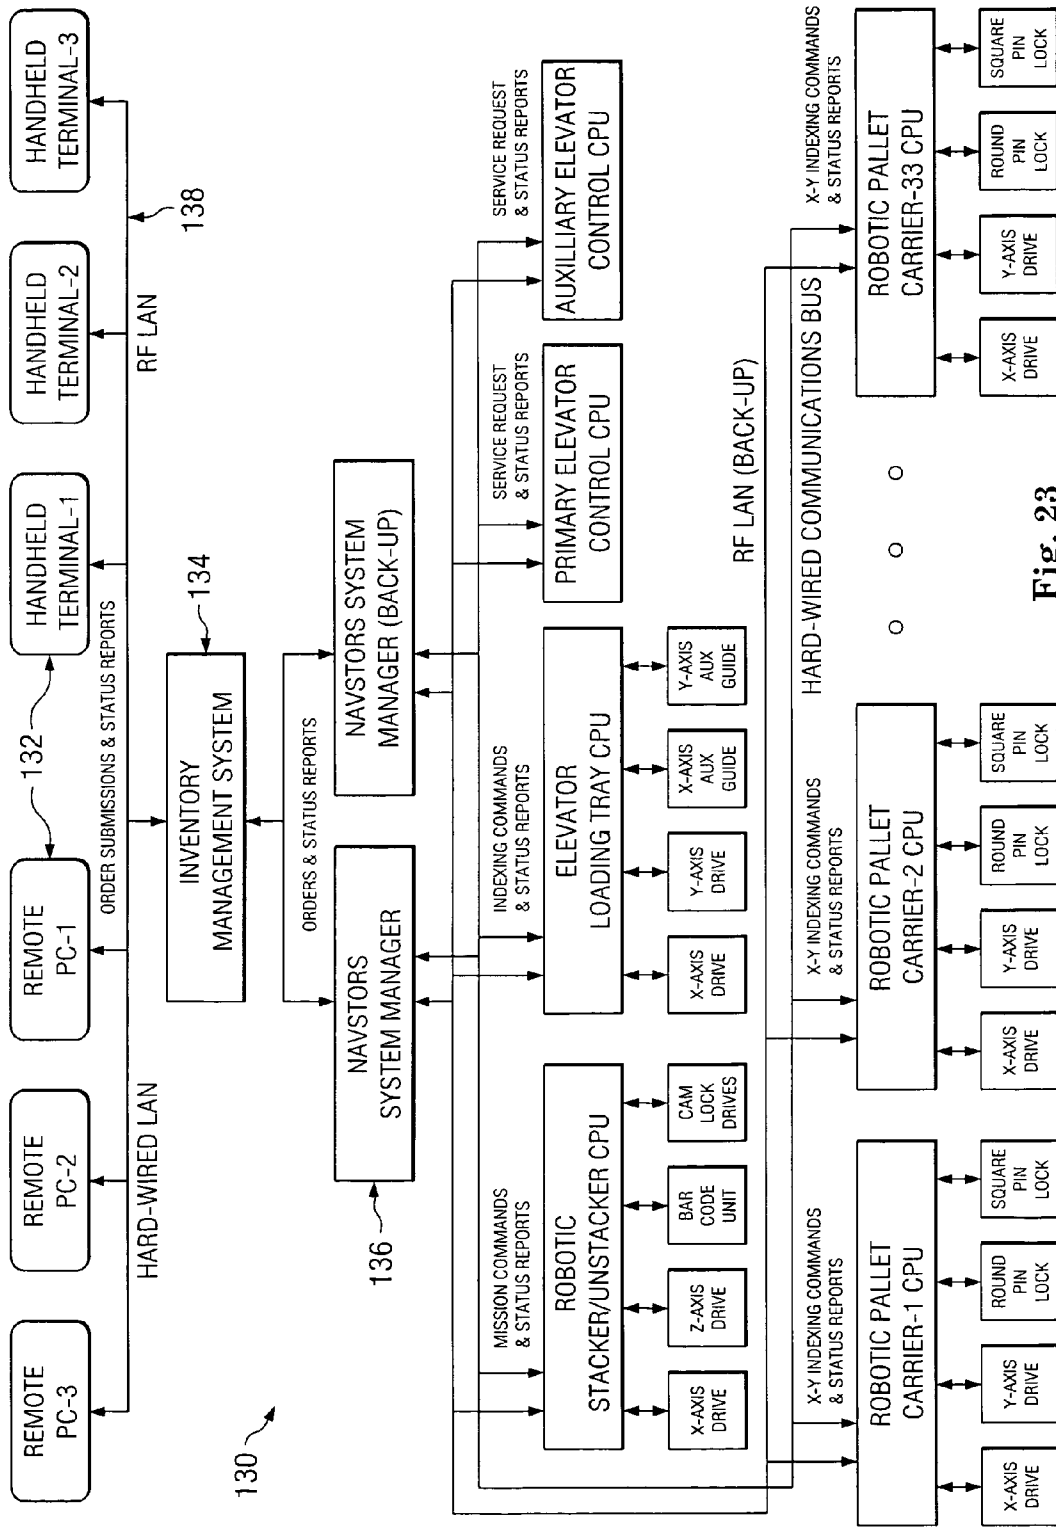 REMOTE
PC-3
REMOTE
PC-2
REMOTE
PC-1
HANDHELD
TERMINAL-1
HANDHELD
TERMINAL-2
HANDHELD
TERMINAL-3
132
HARD-WIRED LAN
ORDER SUBMISSIONS & STATUS REPORTS
RF LAN
138
130
INVENTORY
MANAGEMENT SYSTEM
134
ORDERS & STATUS REPORTS
136
NAVSTORS
SYSTEM MANAGER
NAVSTORS SYSTEM
MANAGER (BACK-UP)
MISSION COMMANDS
& STATUS REPORTS
INDEXING COMMANDS
& STATUS REPORTS
SERVICE REQUEST
& STATUS REPORTS
SERVICE REQUEST
& STATUS REPORTS
ROBOTIC
STACKER/UNSTACKER CPU
ELEVATOR
LOADING TRAY CPU
PRIMARY ELEVATOR
CONTROL CPU
AUXILLIARY ELEVATOR
CONTROL CPU
X-AXIS
DRIVE
Z-AXIS
DRIVE
BAR
CODE
UNIT
CAM
LOCK
DRIVES
X-AXIS
DRIVE
Y-AXIS
DRIVE
X-AXIS
AUX
GUIDE
Y-AXIS
AUX
GUIDE
RF LAN (BACK-UP)
HARD-WIRED COMMUNICATIONS BUS
X-Y INDEXING COMMANDS
& STATUS REPORTS
X-Y INDEXING COMMANDS
& STATUS REPORTS
X-Y INDEXING COMMANDS
& STATUS REPORTS
ROBOTIC PALLET
CARRIER-1 CPU
ROBOTIC PALLET
CARRIER-2 CPU
ROBOTIC PALLET
CARRIER-33 CPU
X-AXIS
DRIVE
Y-AXIS
DRIVE
ROUND
PIN
LOCK
SQUARE
PIN
LOCK
X-AXIS
DRIVE
Y-AXIS
DRIVE
ROUND
PIN
LOCK
SQUARE
PIN
LOCK
X-AXIS
DRIVE
Y-AXIS
DRIVE
ROUND
PIN
LOCK
SQUARE
PIN
LOCK
Fig. 23